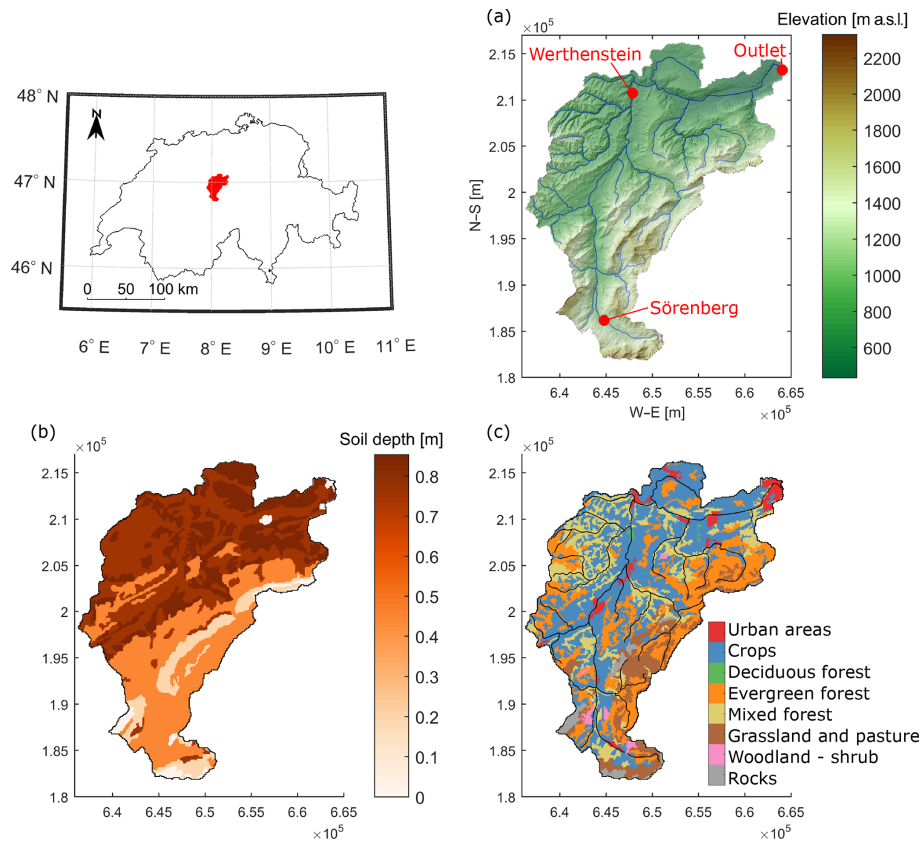 48° N
47° N
46° N
N
0 50 100 km
6° E 7° E 8° E 9° E 10° E 11° E
(a)
Elevation [m a.s.l.]
×10⁵
2.15
2.11
2.05
2
1.95
1.9
1.85
1.8
N–S [m]
Werthenstein
Outlet
Sörenberg
6.4 6.45 6.5 6.55 6.6 6.65
W–E [m]
×10⁵
2200
2000
1800
1600
1400
1200
1000
800
600
(b)
Soil depth [m]
×10⁵
2.15
2.11
2.05
2
1.95
1.9
1.85
1.8
6.4 6.45 6.5 6.55 6.6 6.65
×10⁵
0.8
0.7
0.6
0.5
0.4
0.3
0.2
0.1
0
(c)
×10⁵
2.15
2.11
2.05
2
1.95
1.9
1.85
1.8
6.4 6.45 6.5 6.55 6.6 6.65
×10⁵
Urban areas
Crops
Deciduous forest
Evergreen forest
Mixed forest
Grassland and pasture
Woodland - shrub
Rocks